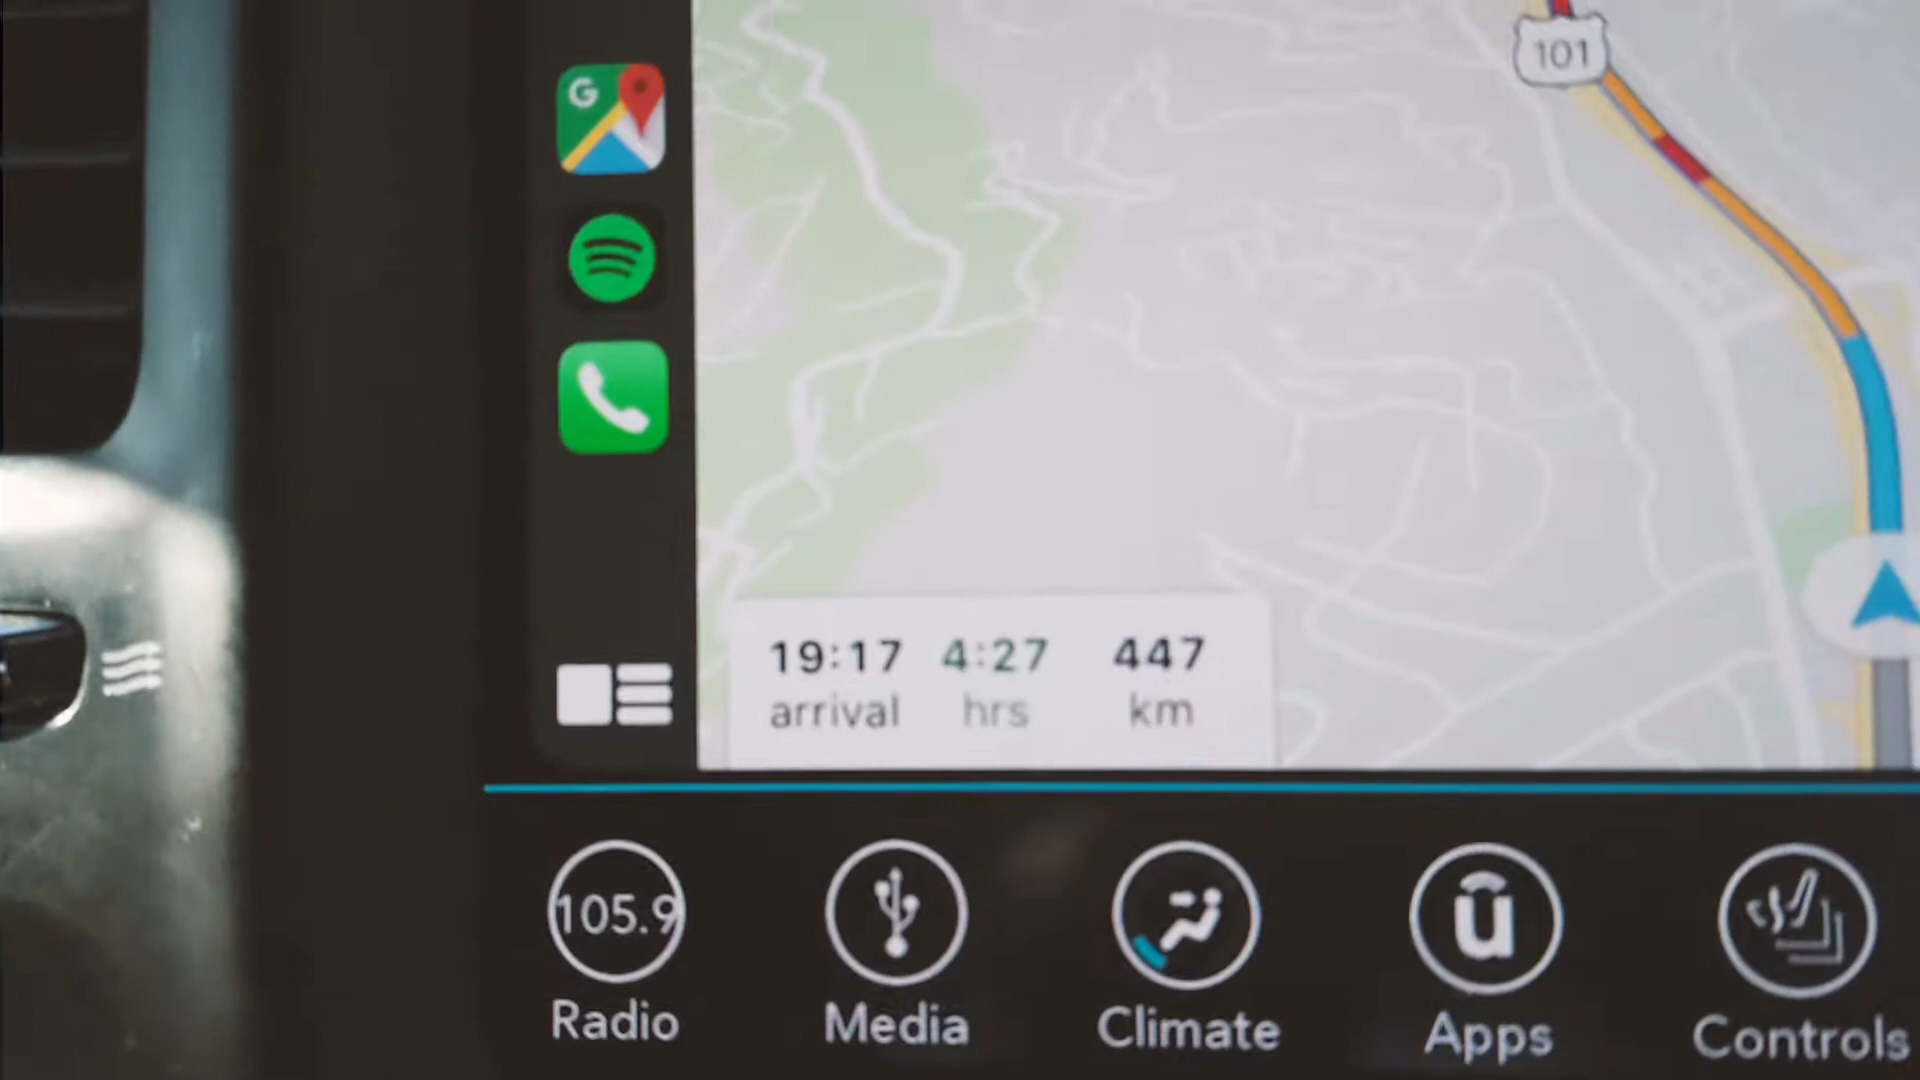 101
G
19:17 4:27 447
arrival hrs km
105.9
u
Radio Media Climate Apps Controls